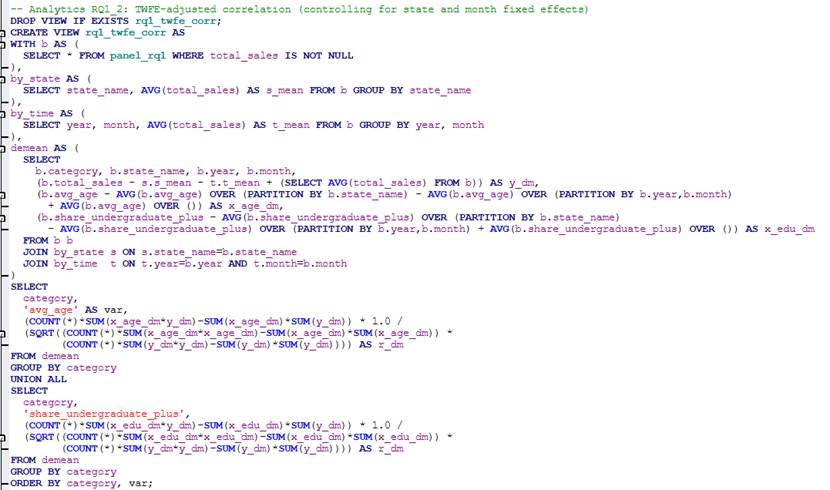 -- Analytics RQ1_2: TWFE-adjusted correlation (controlling for state and month fixed effects)
DROP VIEW IF EXISTS rq1_twfe_corr;
CREATE VIEW rq1_twfe_corr AS
WITH b AS (
  SELECT * FROM panel_rq1 WHERE total_sales IS NOT NULL
),
by_state AS (
  SELECT state_name, AVG(total_sales) AS s_mean FROM b GROUP BY state_name
),
by_time AS (
  SELECT year, month, AVG(total_sales) AS t_mean FROM b GROUP BY year, month
),
demean AS (
  SELECT
    b.category, b.state_name, b.year, b.month,
    (b.total_sales - s.s_mean - t.t_mean + (SELECT AVG(total_sales) FROM b)) AS y_dm,
    (b.avg_age - AVG(b.avg_age) OVER (PARTITION BY b.state_name) - AVG(b.avg_age) OVER (PARTITION BY b.year,b.month)
      + AVG(b.avg_age) OVER ()) AS x_age_dm,
    (b.share_undergraduate_plus - AVG(b.share_undergraduate_plus) OVER (PARTITION BY b.state_name)
      - AVG(b.share_undergraduate_plus) OVER (PARTITION BY b.year,b.month) + AVG(b.share_undergraduate_plus) OVER ()) AS x_edu_dm
  FROM b b
  JOIN by_state s ON s.state_name=b.state_name
  JOIN by_time  t ON t.year=b.year AND t.month=b.month
)
SELECT
  category,
  'avg_age' AS var,
  (COUNT(*)*SUM(x_age_dm*y_dm)-SUM(x_age_dm)*SUM(y_dm)) * 1.0 /
  (SQRT((COUNT(*)*SUM(x_age_dm*x_age_dm)-SUM(x_age_dm)*SUM(x_age_dm)) *
        (COUNT(*)*SUM(y_dm*y_dm)-SUM(y_dm)*SUM(y_dm)))) AS r_dm
FROM demean
GROUP BY category
UNION ALL
SELECT
  category,
  'share_undergraduate_plus',
  (COUNT(*)*SUM(x_edu_dm*y_dm)-SUM(x_edu_dm)*SUM(y_dm)) * 1.0 /
  (SQRT((COUNT(*)*SUM(x_edu_dm*x_edu_dm)-SUM(x_edu_dm)*SUM(x_edu_dm)) *
        (COUNT(*)*SUM(y_dm*y_dm)-SUM(y_dm)*SUM(y_dm)))) AS r_dm
FROM demean
GROUP BY category
ORDER BY category, var;